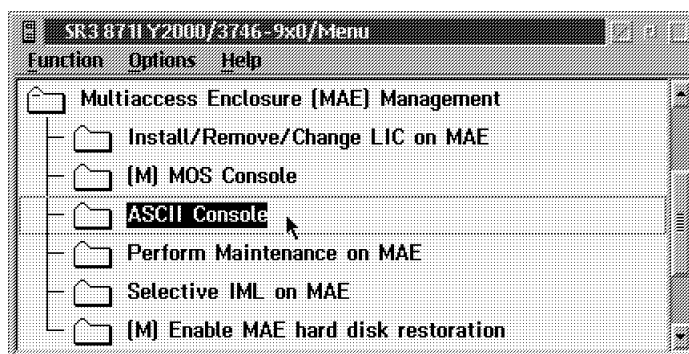 SR3 8711 Y2000/3746-9x0/Menu
Function Options Help
Multiaccess Enclosure (MAE) Management
Install/Remove/Change LIC on MAE
(M) MOS Console
ASCII Console
Perform Maintenance on MAE
Selective IML on MAE
(M) Enable MAE hard disk restoration